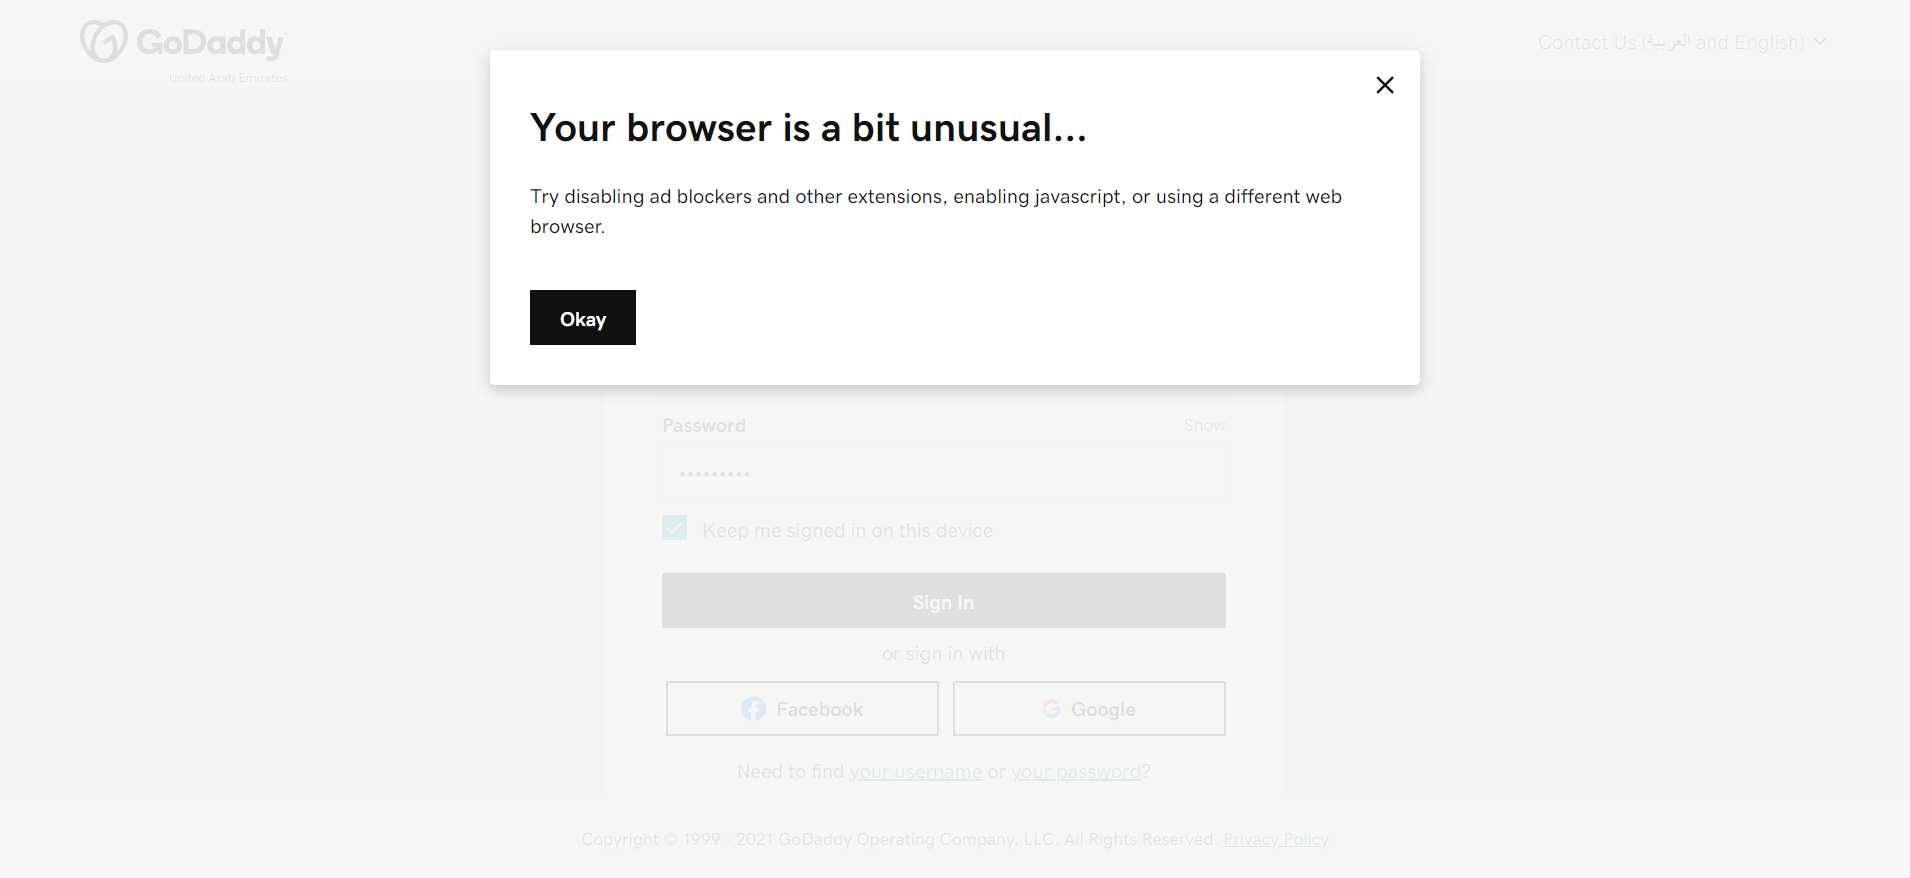 GoDaddy
United Arab Emirates
Contact Us (العربية and English)
Your browser is a bit unusual...
Try disabling ad blockers and other extensions, enabling javascript, or using a different web
browser.
Okay
Password
Show
Keep me signed in on this device
Sign In
or sign in with
Facebook
Google
Need to find your username or your password?
Copyright © 1999 - 2021 GoDaddy Operating Company, LLC. All Rights Reserved. Privacy Policy